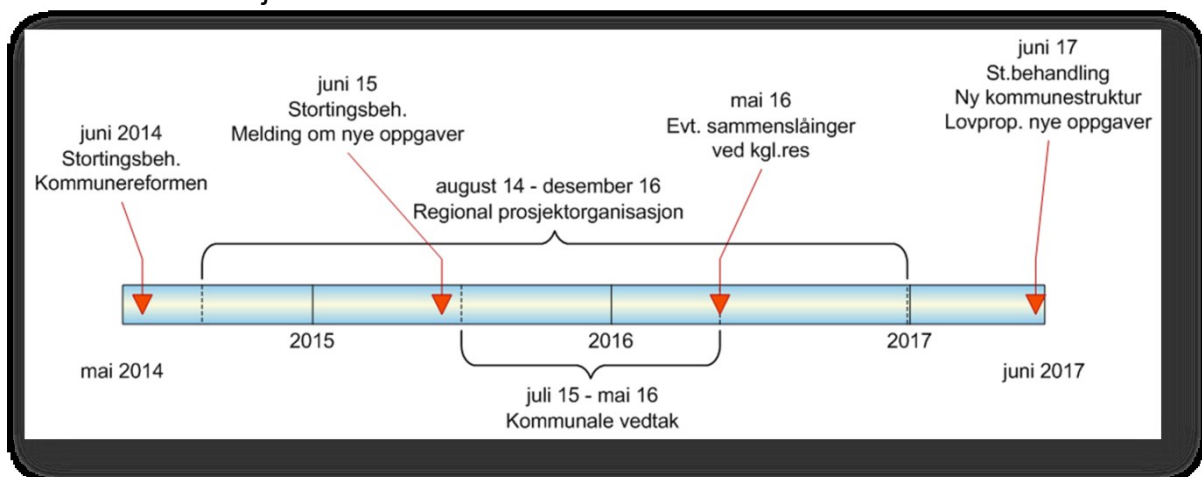 juni 2014
Stortingsbeh.
Kommunereformen
juni 15
Stortingsbeh.
Melding om nye oppgaver
august 14 - desember 16
Regional prosjektorganisasjon
mai 16
Evt. sammenslåinger
ved kgl.res
juni 17
St.behandling
Ny kommunestruktur
Lovprop. nye oppgaver
2015
2016
2017
mai 2014
juni 2017
juli 15 - mai 16
Kommunale vedtak